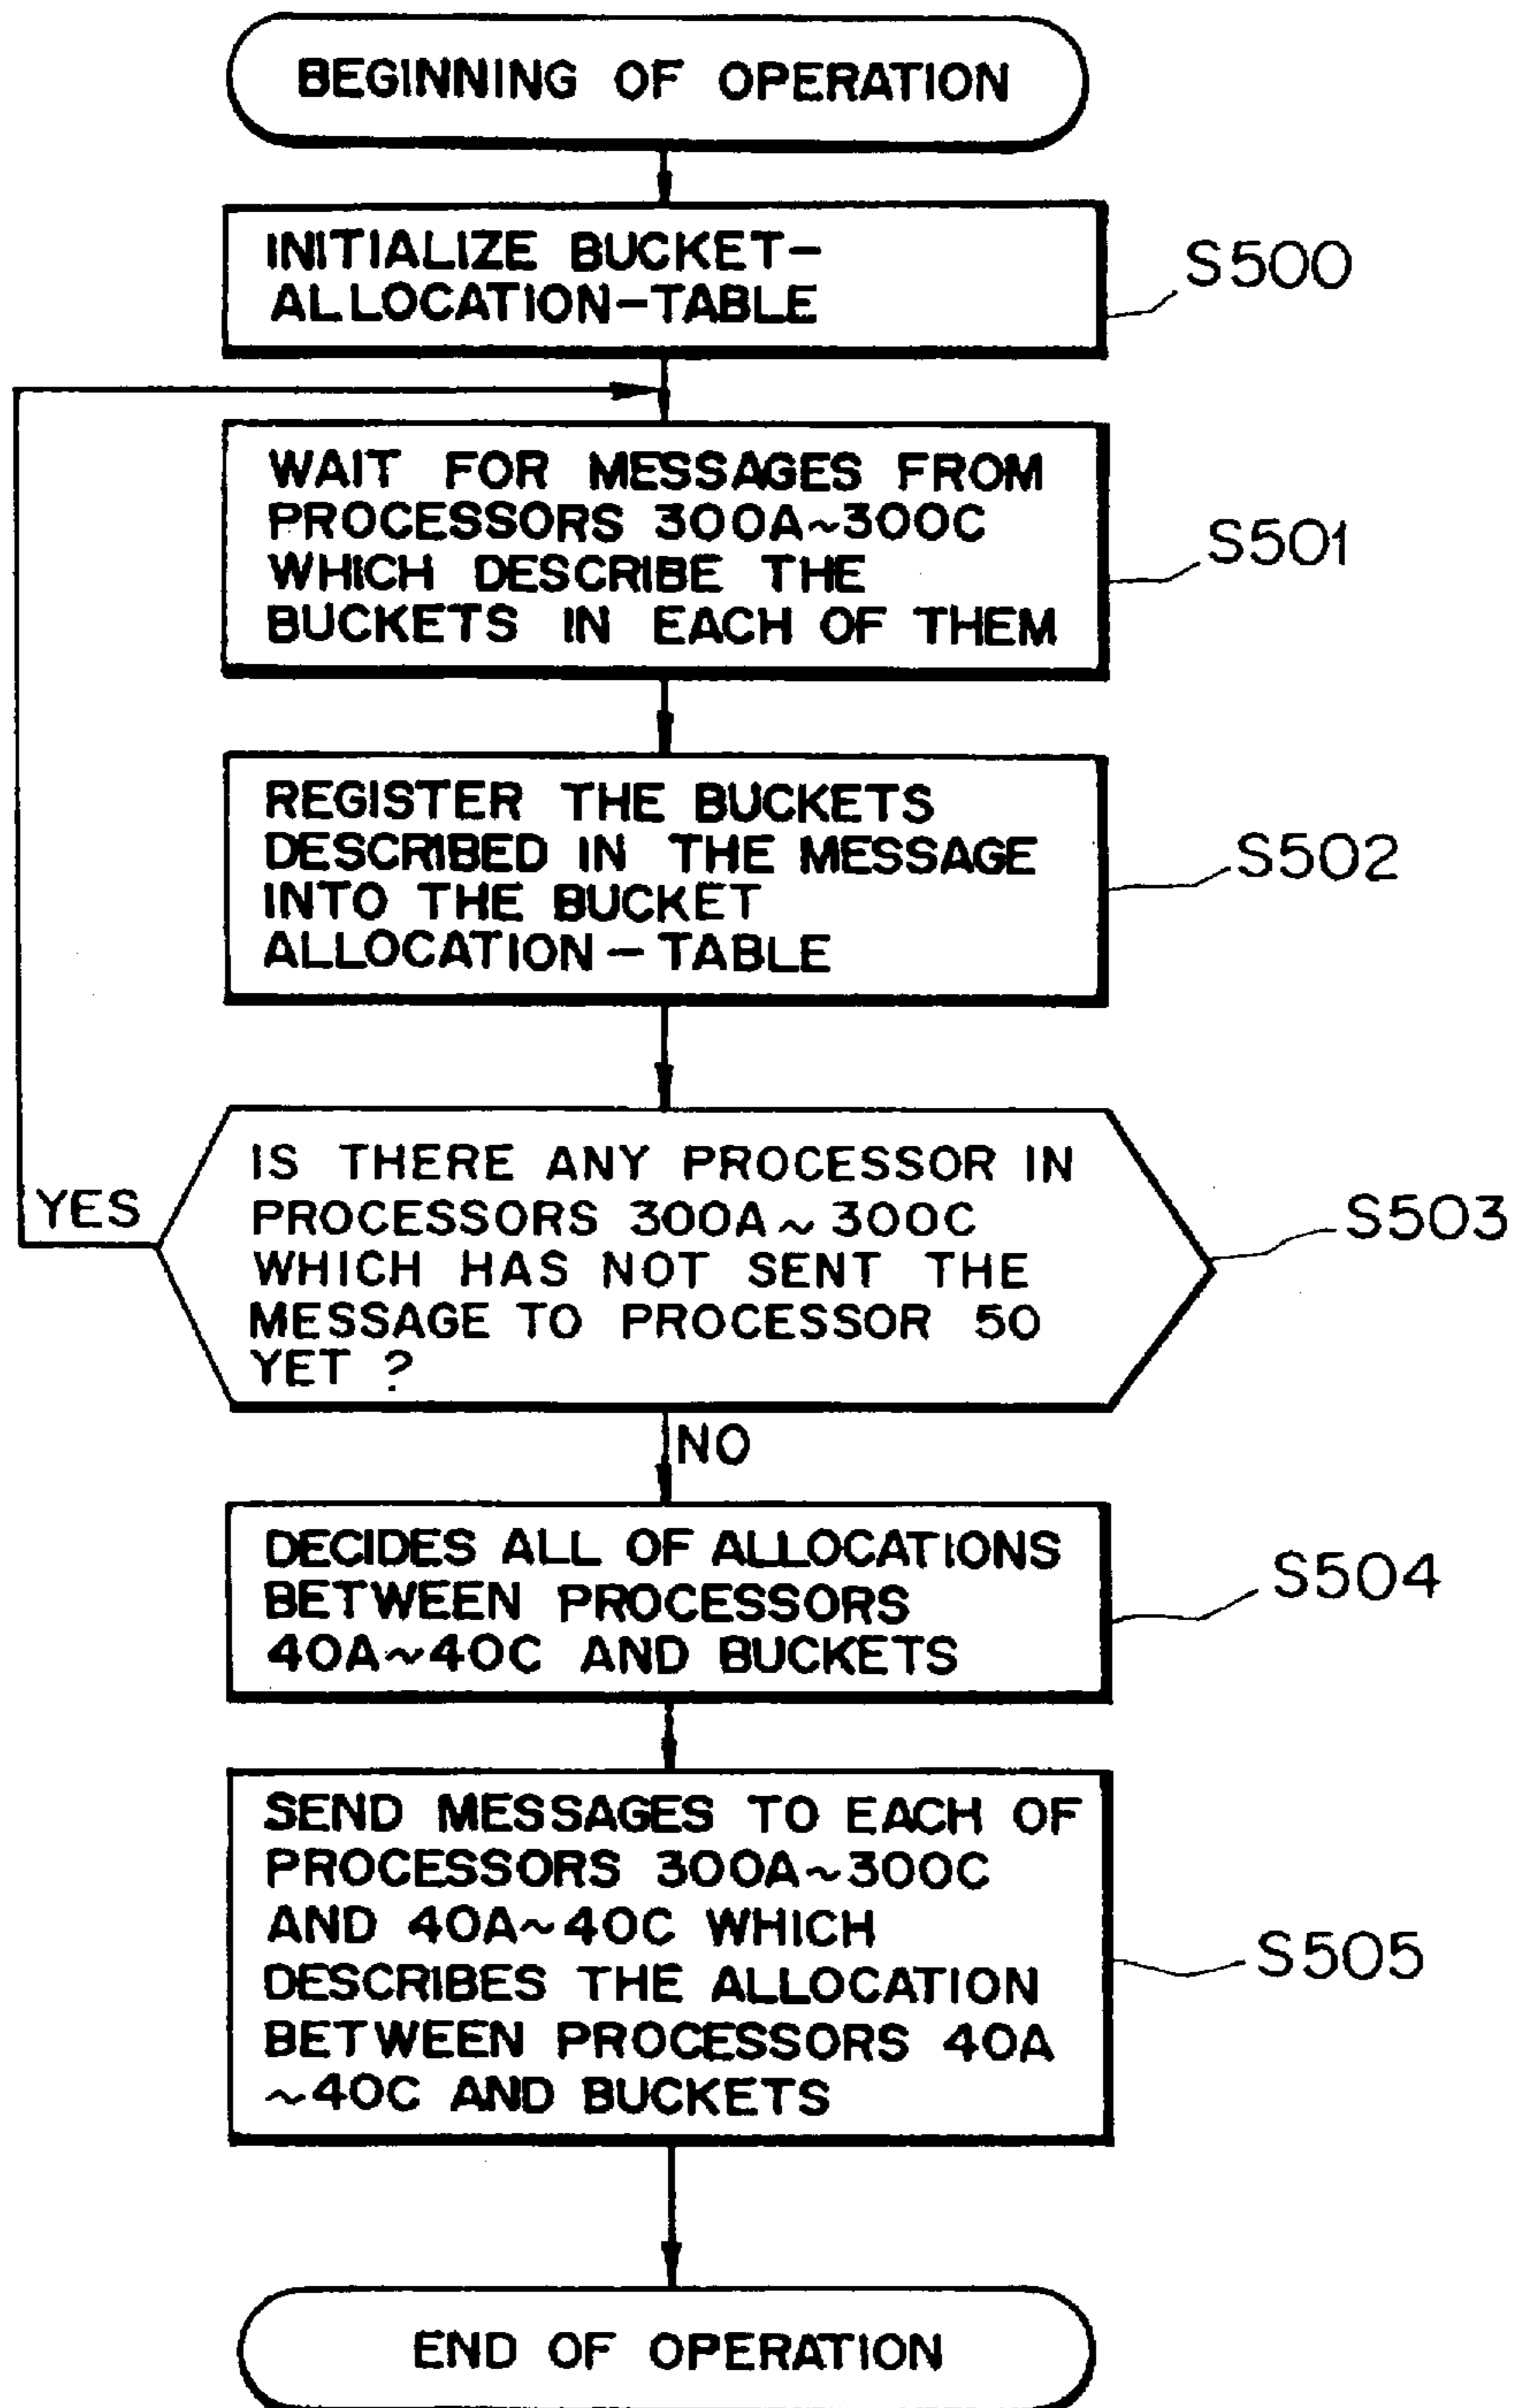 BEGINNING OF OPERATION
INITIALIZE BUCKET-
ALLOCATION-TABLE
S500
WAIT FOR MESSAGES FROM
PROCESSORS 300A~300C
WHICH DESCRIBE THE
BUCKETS IN EACH OF THEM
S501
REGISTER THE BUCKETS
DESCRIBED IN THE MESSAGE
INTO THE BUCKET
ALLOCATION-TABLE
S502
IS THERE ANY PROCESSOR IN
PROCESSORS 300A~300C
WHICH HAS NOT SENT THE
MESSAGE TO PROCESSOR 50
YET ?
YES
S503
NO
DECIDES ALL OF ALLOCATIONS
BETWEEN PROCESSORS
40A~40C AND BUCKETS
S504
SEND MESSAGES TO EACH OF
PROCESSORS 300A~300C
AND 40A~40C WHICH
DESCRIBES THE ALLOCATION
BETWEEN PROCESSORS 40A
~40C AND BUCKETS
S505
END OF OPERATION